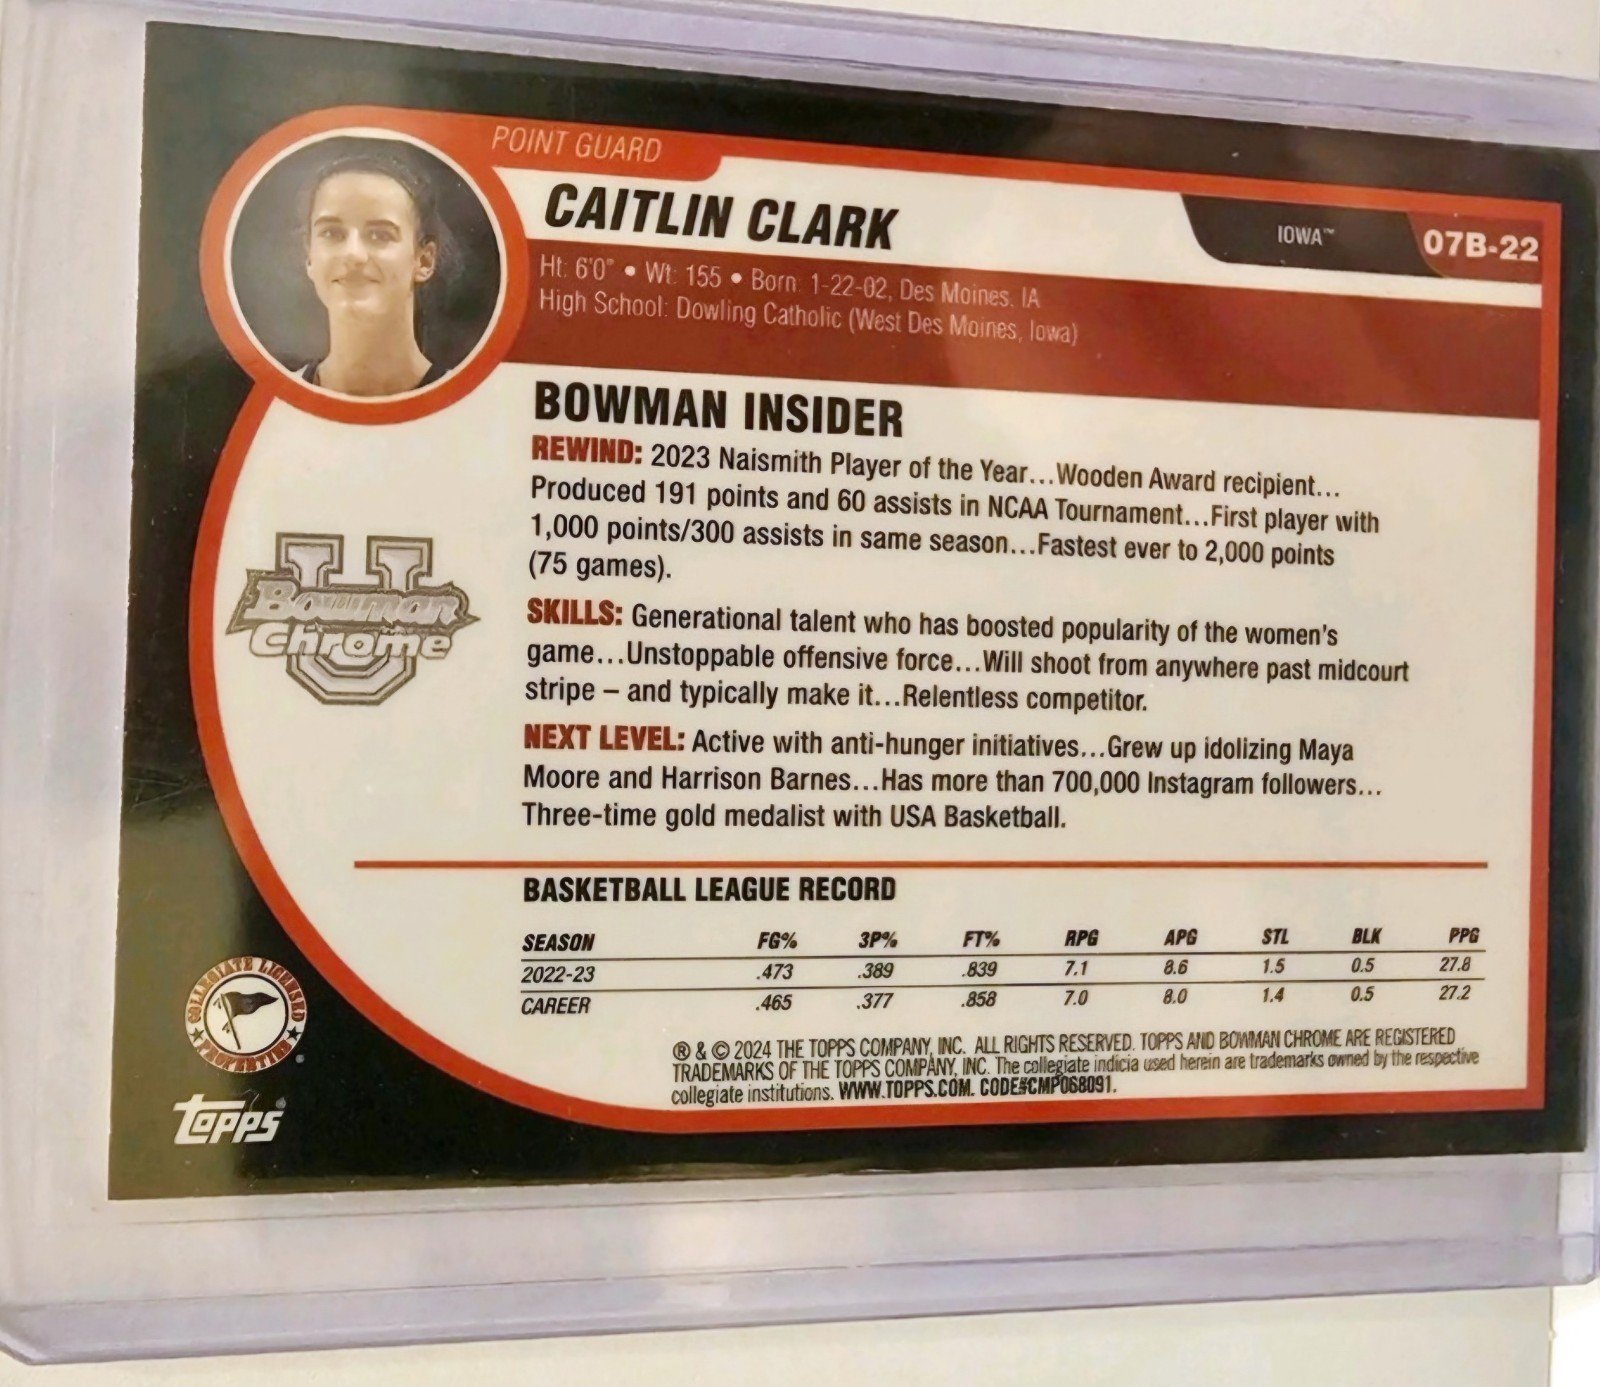 POINT GUARD
CAITLIN CLARK
IOWA™
07B-22
Ht: 6'0" • Wt: 155 • Born: 1-22-02, Des Moines, IA
High School: Dowling Catholic (West Des Moines, Iowa)
BOWMAN INSIDER
REWIND: 2023 Naismith Player of the Year...Wooden Award recipient...
Produced 191 points and 60 assists in NCAA Tournament...First player with
1,000 points/300 assists in same season...Fastest ever to 2,000 points
(75 games).
SKILLS: Generational talent who has boosted popularity of the women's
game...Unstoppable offensive force...Will shoot from anywhere past midcourt
stripe – and typically make it...Relentless competitor.
NEXT LEVEL: Active with anti-hunger initiatives...Grew up idolizing Maya
Moore and Harrison Barnes...Has more than 700,000 Instagram followers...
Three-time gold medalist with USA Basketball.
U
Bowman
Chrome
BASKETBALL LEAGUE RECORD
SEASON FG% 3P% FT% RPG APG STL BLK PPG
2022-23 .473 .389 .839 7.1 8.6 1.5 0.5 27.8
CAREER .465 .377 .858 7.0 8.0 1.4 0.5 27.2
COLLEGIATE LICENSED
PROPERTIES
®
topps
® & © 2024 THE TOPPS COMPANY, INC. ALL RIGHTS RESERVED. TOPPS AND BOWMAN CHROME ARE REGISTERED
TRADEMARKS OF THE TOPPS COMPANY, INC. The collegiate indicia used herein are trademarks owned by the respective
collegiate institutions. WWW.TOPPS.COM. CODE#CMP068091.